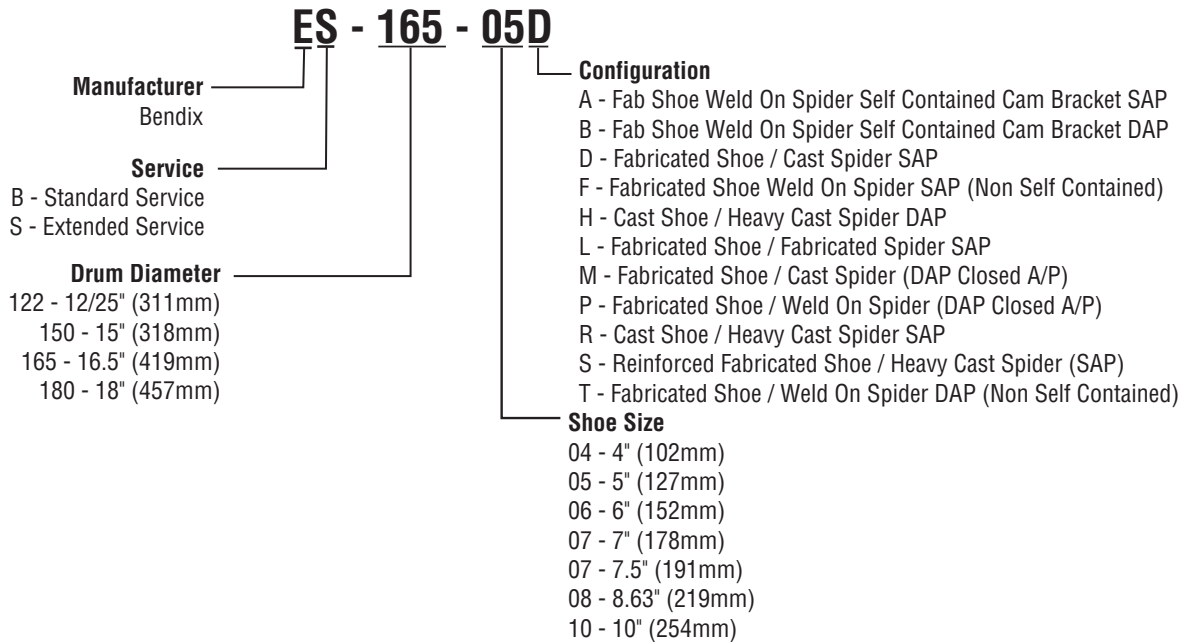 ES - 165 - 05D
Manufacturer
Bendix
Service
B - Standard Service
S - Extended Service
Drum Diameter
122 - 12/25" (311mm)
150 - 15" (318mm)
165 - 16.5" (419mm)
180 - 18" (457mm)
Configuration
A - Fab Shoe Weld On Spider Self Contained Cam Bracket SAP
B - Fab Shoe Weld On Spider Self Contained Cam Bracket DAP
D - Fabricated Shoe / Cast Spider SAP
F - Fabricated Shoe Weld On Spider SAP (Non Self Contained)
H - Cast Shoe / Heavy Cast Spider DAP
L - Fabricated Shoe / Fabricated Spider SAP
M - Fabricated Shoe / Cast Spider (DAP Closed A/P)
P - Fabricated Shoe / Weld On Spider (DAP Closed A/P)
R - Cast Shoe / Heavy Cast Spider SAP
S - Reinforced Fabricated Shoe / Heavy Cast Spider (SAP)
T - Fabricated Shoe / Weld On Spider DAP (Non Self Contained)
Shoe Size
04 - 4" (102mm)
05 - 5" (127mm)
06 - 6" (152mm)
07 - 7" (178mm)
07 - 7.5" (191mm)
08 - 8.63" (219mm)
10 - 10" (254mm)